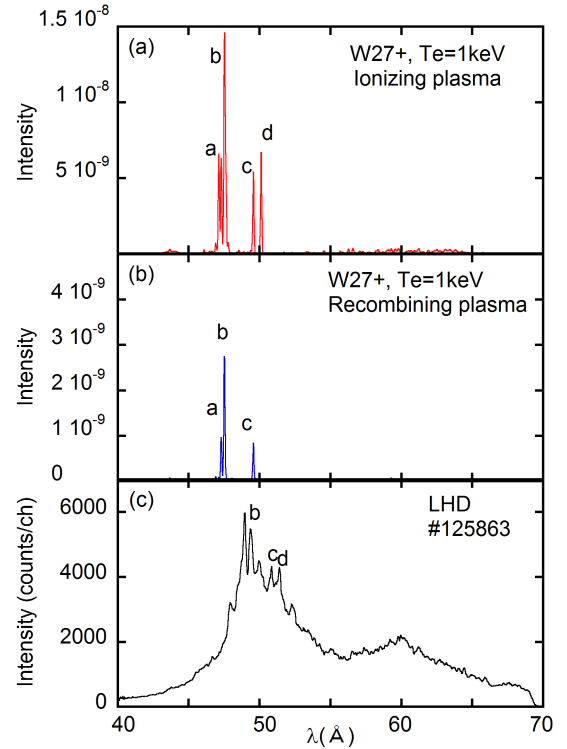 1.5 10-8
(a)
b
W27+, Te=1keV
Ionizing plasma
1 10-8
Intensity
a
d
c
5 10-9
(b)
W27+, Te=1keV
Recombining plasma
4 10-9
b
3 10-9
Intensity
2 10-9
a
c
1 10-9
0
(c)
LHD
#125863
6000
b
c d
4000
Intensity (counts/ch)
2000
0
40 50 60 70
λ(Å)